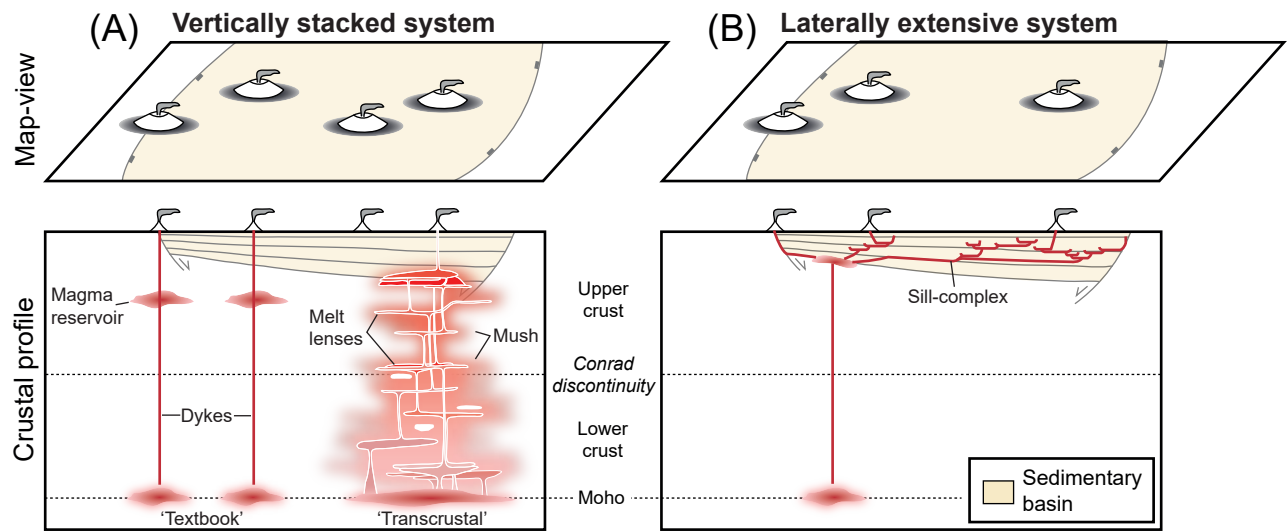 (A) Vertically stacked system
(B) Laterally extensive system
Map-view
Crustal profile
Magma
reservoir
Dykes
Melt
lenses
Mush
'Textbook'
'Transcrustal'
Upper
crust
Conrad
discontinuity
Lower
crust
Moho
Sill-complex
Sedimentary
basin